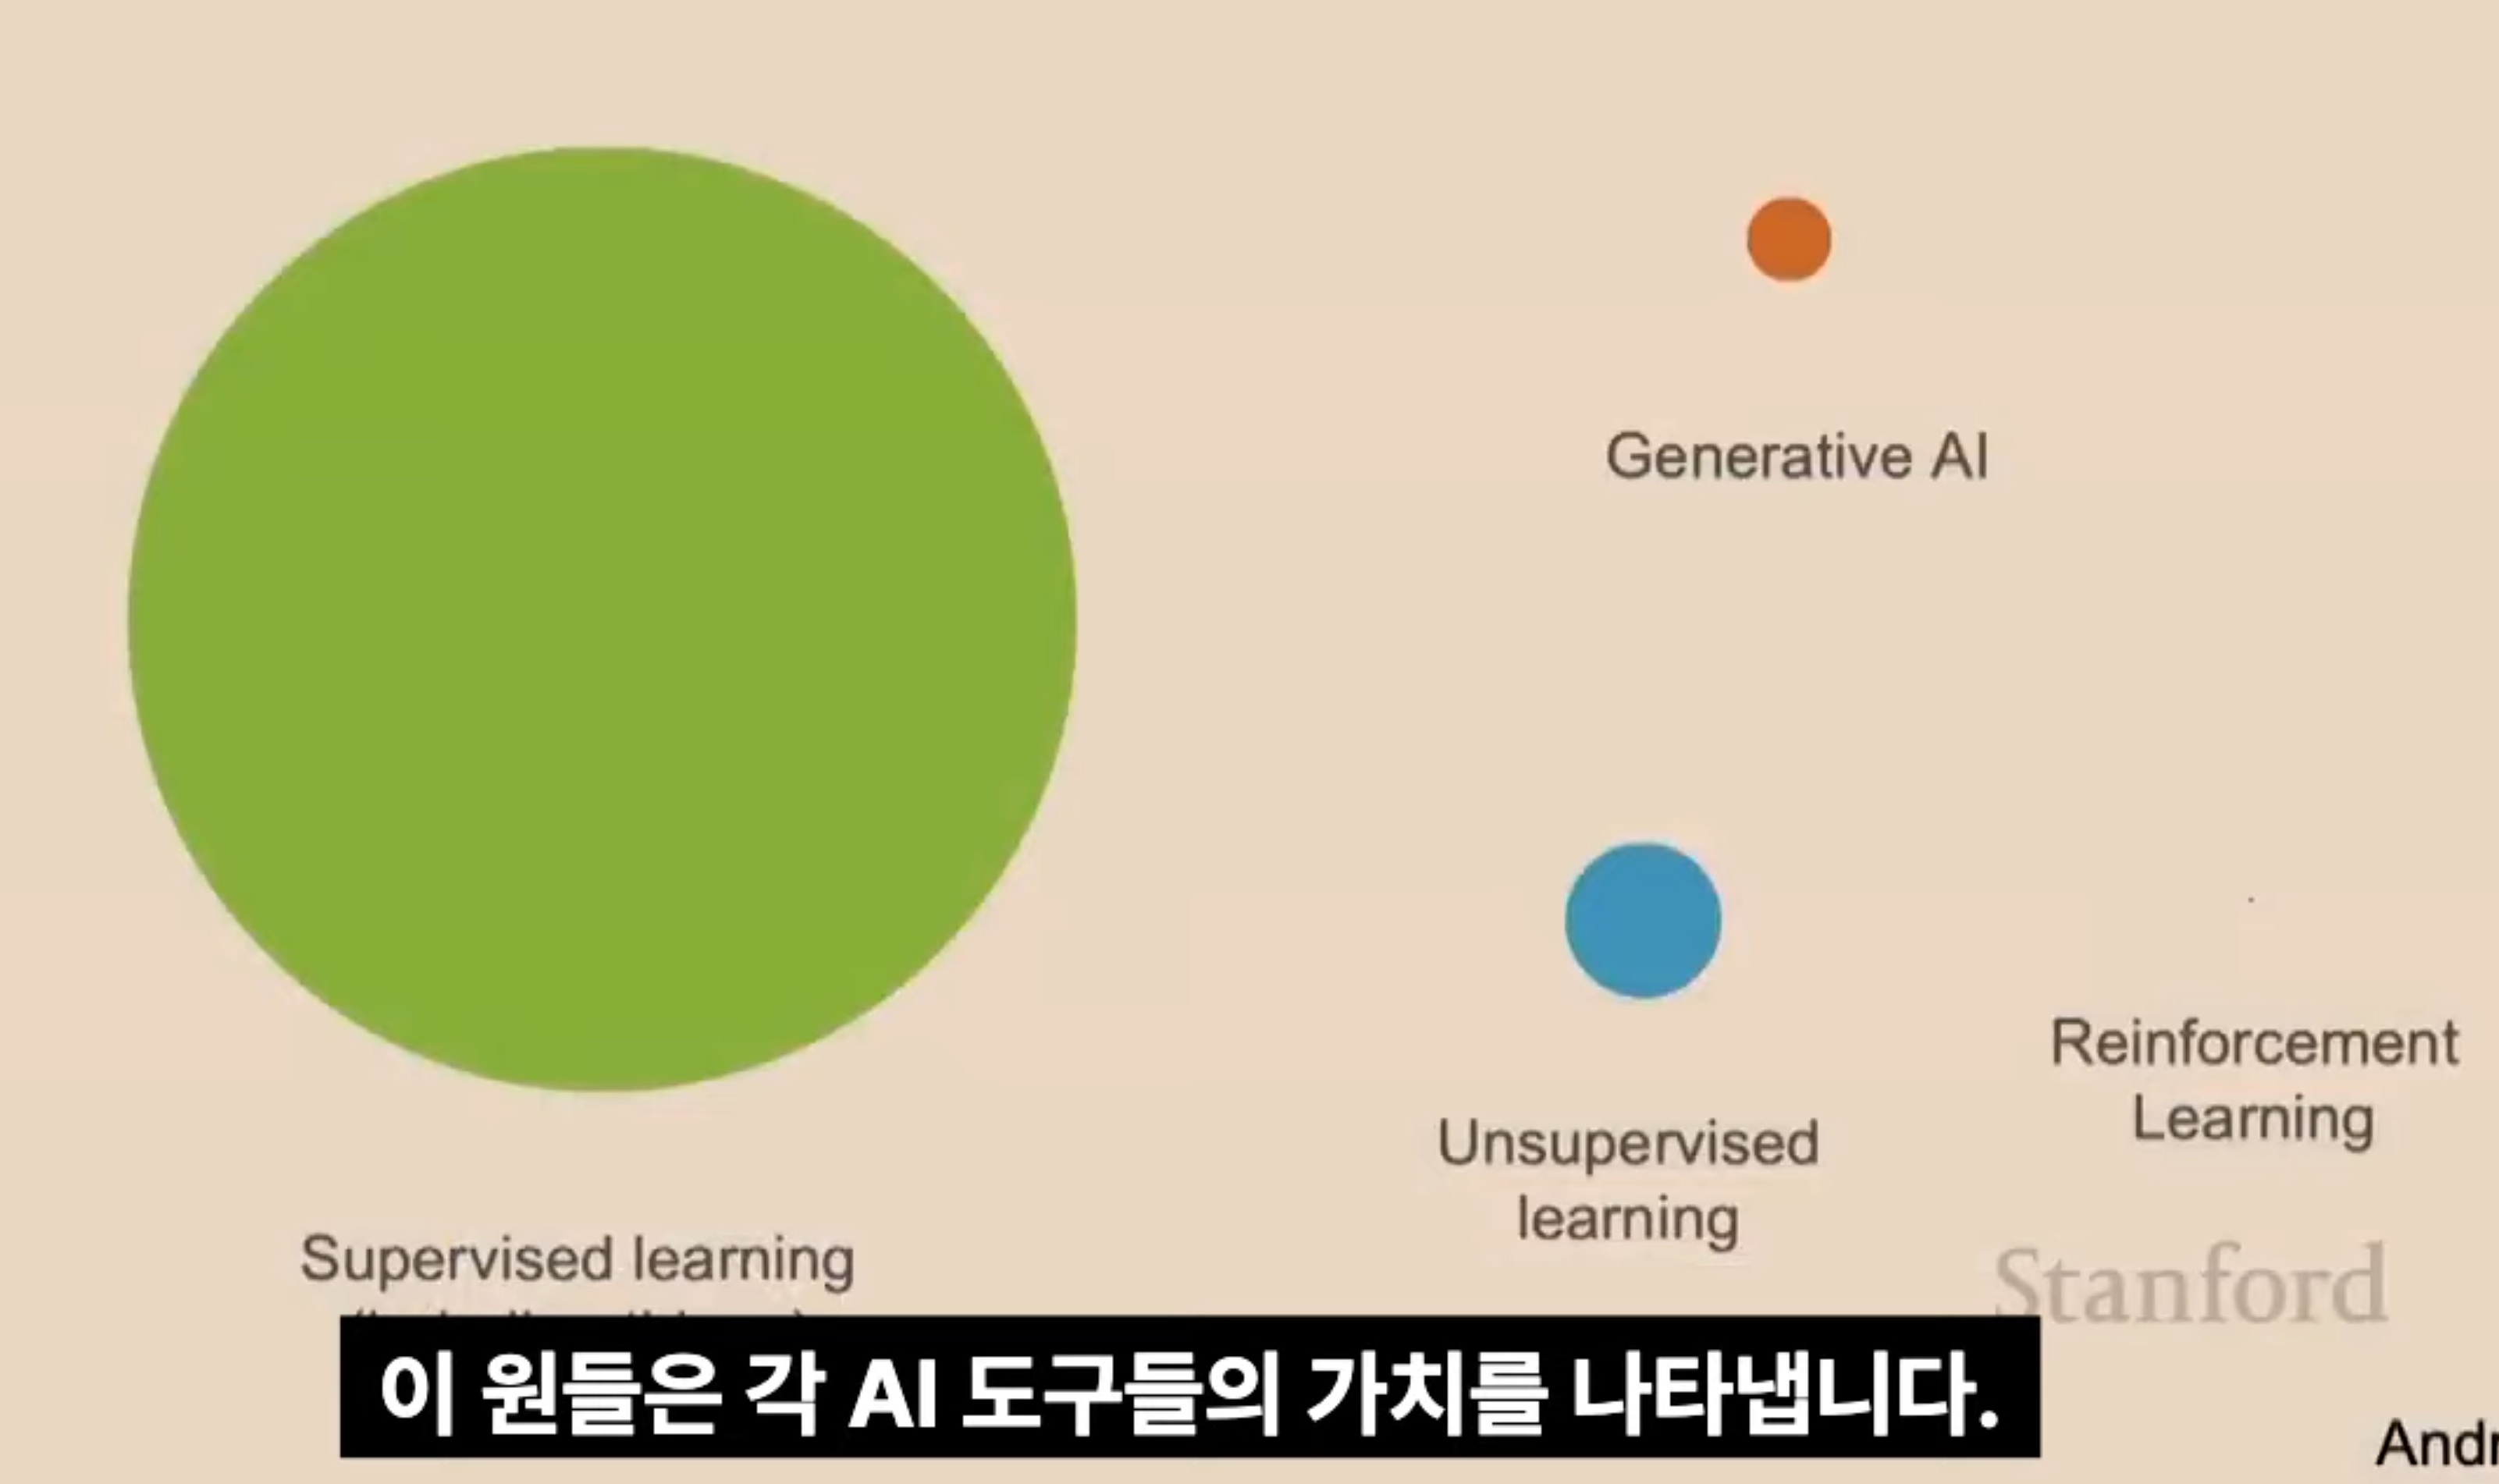 Generative AI
Reinforcement
Learning
Unsupervised
learning
Supervised learning
Stanford
이 원들은 각 AI 도구들의 가치를 나타냅니다.
Andr